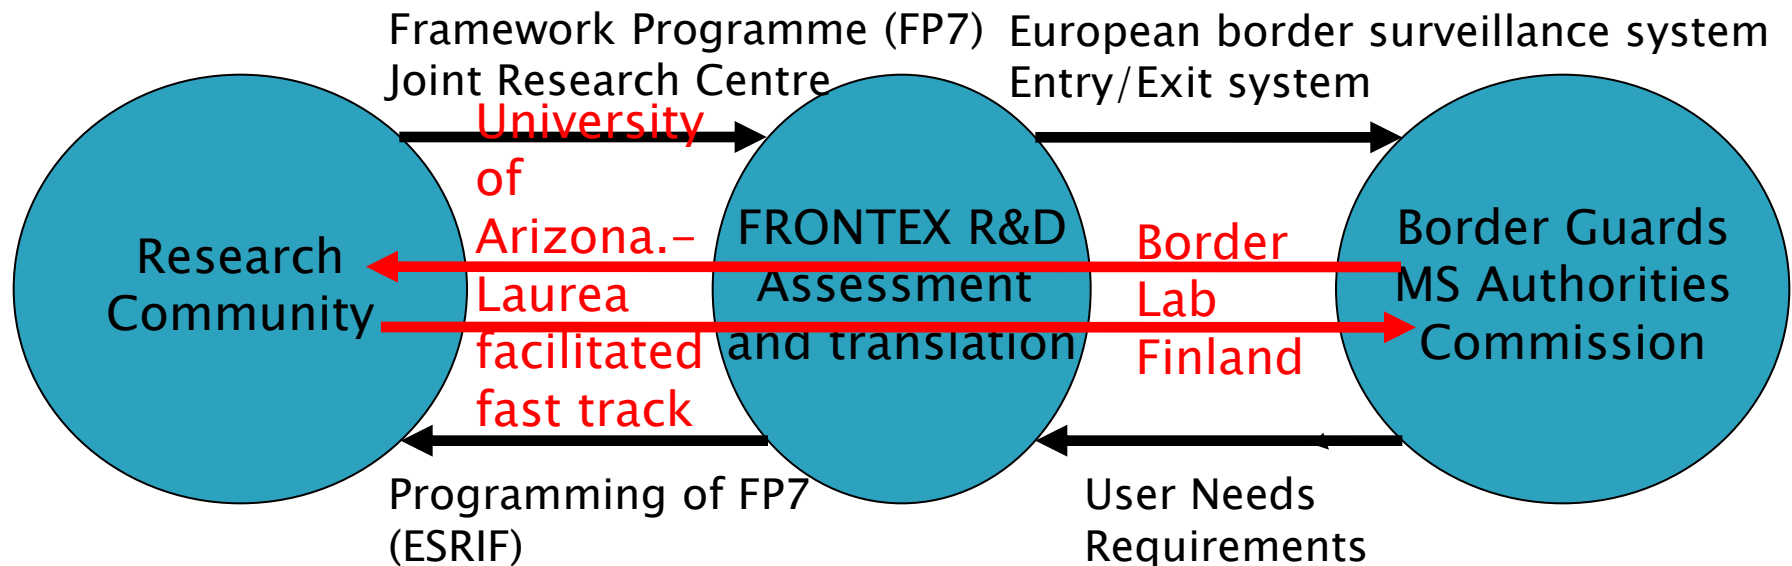 Framework Programme (FP7)
Joint Research Centre
European border surveillance system
Entry/Exit system
Research
Community
University
of
Arizona.-
Laurea
facilitated
fast track
FRONTEX R&D
Assessment
and translation
Border
Lab
Finland
Border Guards
MS Authorities
Commission
Programming of FP7
(ESRIF)
User Needs
Requirements